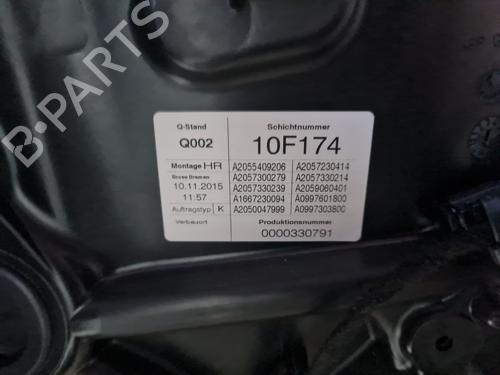 Q-Stand
Schichtnummer
Q002
10F174
Montage HR
A2055409206
A2057230414
Brose Bremen
A2057300279
A2057330214
10.11.2015
A2057330239
A2059060401
11:57
A1667230094
A0997601800
Auftragstyp K
A2050047999
A0997303800
Verbauort
Produktionsnummer
0000330791
B-PARTS